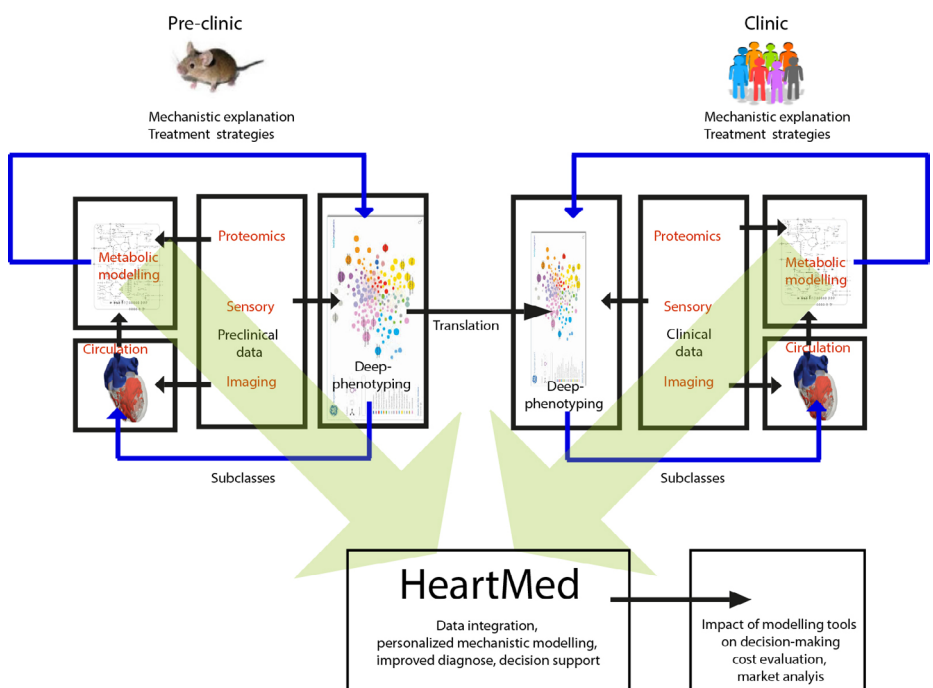 Pre-clinic
Clinic
Mechanistic explanation
Treatment strategies
Mechanistic explanation
Treatment strategies
Metabolic
modelling
Proteomics
Sensory
Preclinical
data
Imaging
Circulation
Deep-
phenotyping
Translation
Deep-
phenotyping
Proteomics
Sensory
Clinical
data
Imaging
Metabolic
modelling
Circulation
Subclasses
Subclasses
HeartMed
Data integration,
personalized mechanistic modelling,
improved diagnose, decision support
Impact of modelling tools
on decision-making
cost evaluation,
market analyis